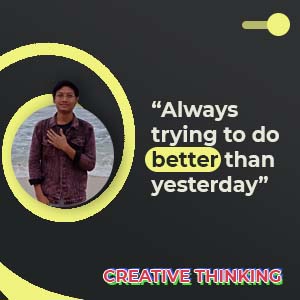 “Always
trying to do
better than
yesterday”
CREATIVE THINKING